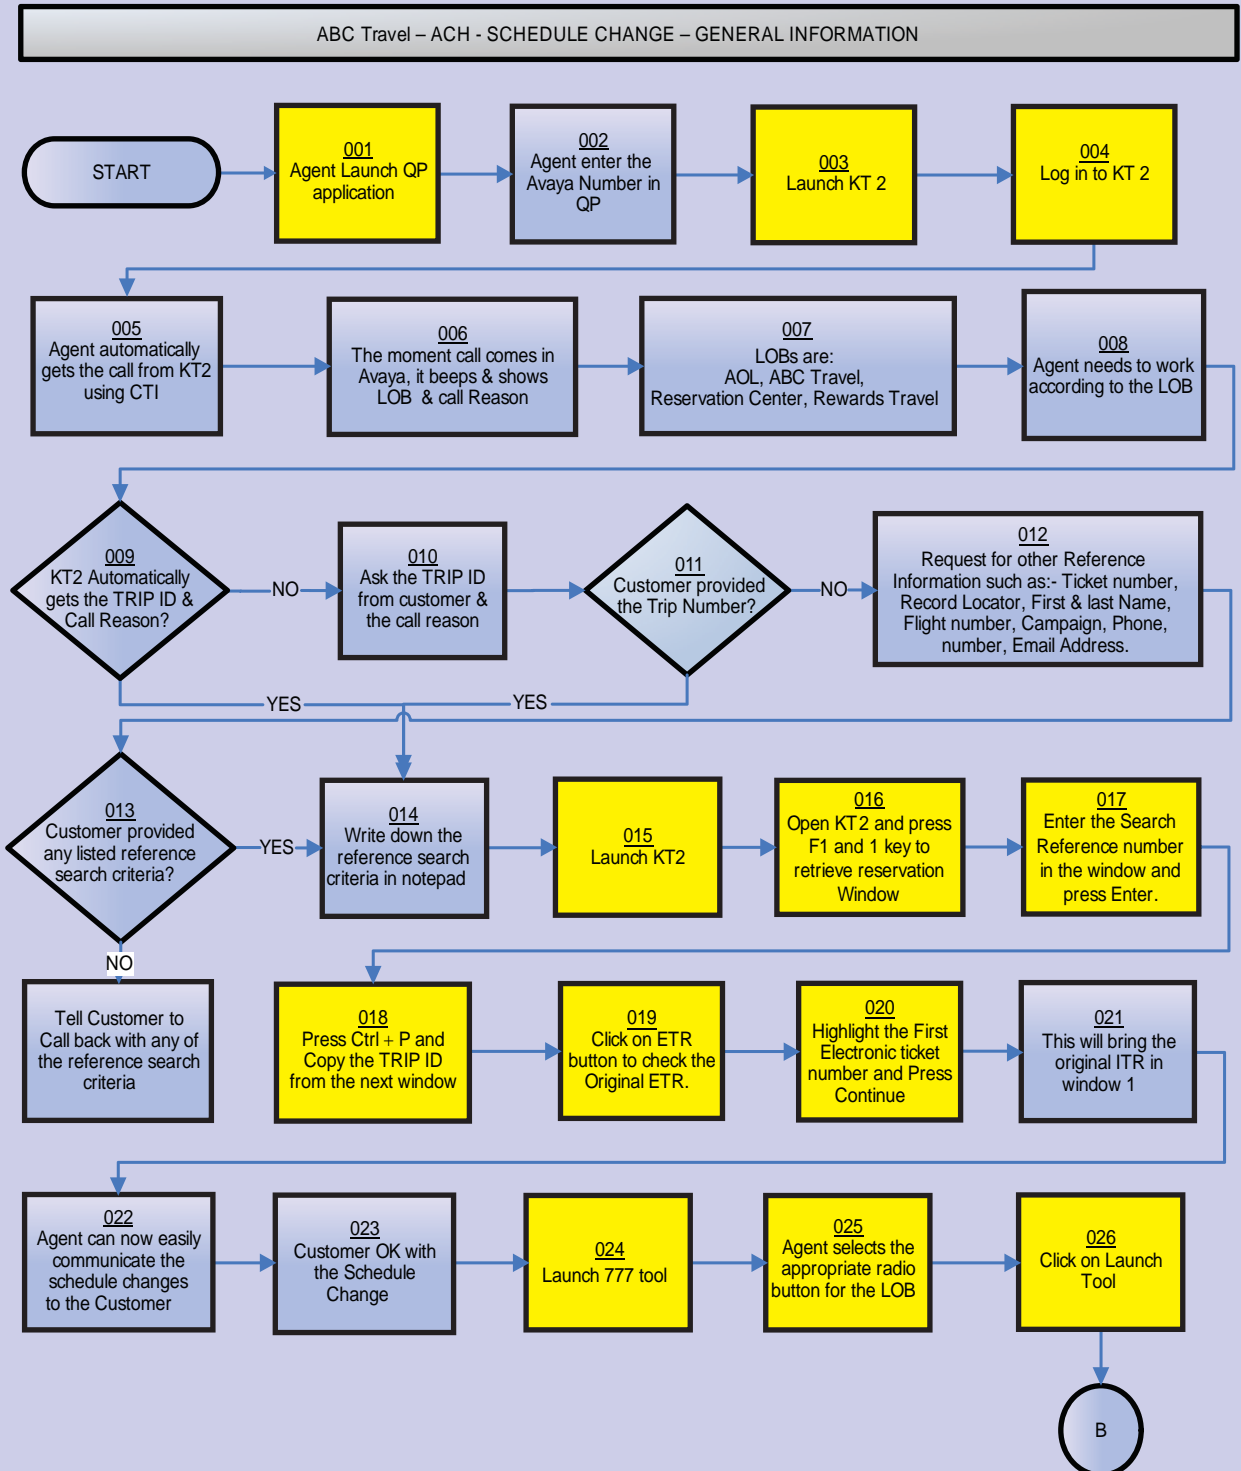 ABC Travel – ACH - SCHEDULE CHANGE – GENERAL INFORMATION
START
001
Agent Launch QP
application
002
Agent enter the
Avaya Number in
QP
003
Launch KT 2
004
Log in to KT 2
005
Agent automatically
gets the call from KT2
using CTI
006
The moment call comes in
Avaya, it beeps & shows
LOB & call Reason
007
LOBs are:
AOL, ABC Travel,
Reservation Center, Rewards Travel
008
Agent needs to work
according to the LOB
009
KT2 Automatically
gets the TRIP ID &
Call Reason?
NO
010
Ask the TRIP ID
from customer &
the call reason
011
Customer provided
the Trip Number?
NO
012
Request for other Reference
Information such as:- Ticket number,
Record Locator, First & last Name,
Flight number, Campaign, Phone,
number, Email Address.
YES
YES
013
Customer provided
any listed reference
search criteria?
YES
014
Write down the
reference search
criteria in notepad
015
Launch KT2
016
Open KT2 and press
F1 and 1 key to
retrieve reservation
Window
017
Enter the Search
Reference number
in the window and
press Enter.
NO
Tell Customer to
Call back with any of
the reference search
criteria
018
Press Ctrl + P and
Copy the TRIP ID
from the next window
019
Click on ETR
button to check the
Original ETR.
020
Highlight the First
Electronic ticket
number and Press
Continue
021
This will bring the
original ITR in
window 1
022
Agent can now easily
communicate the
schedule changes
to the Customer
023
Customer OK with
the Schedule
Change
024
Launch 777 tool
025
Agent selects the
appropriate radio
button for the LOB
026
Click on Launch
Tool
B